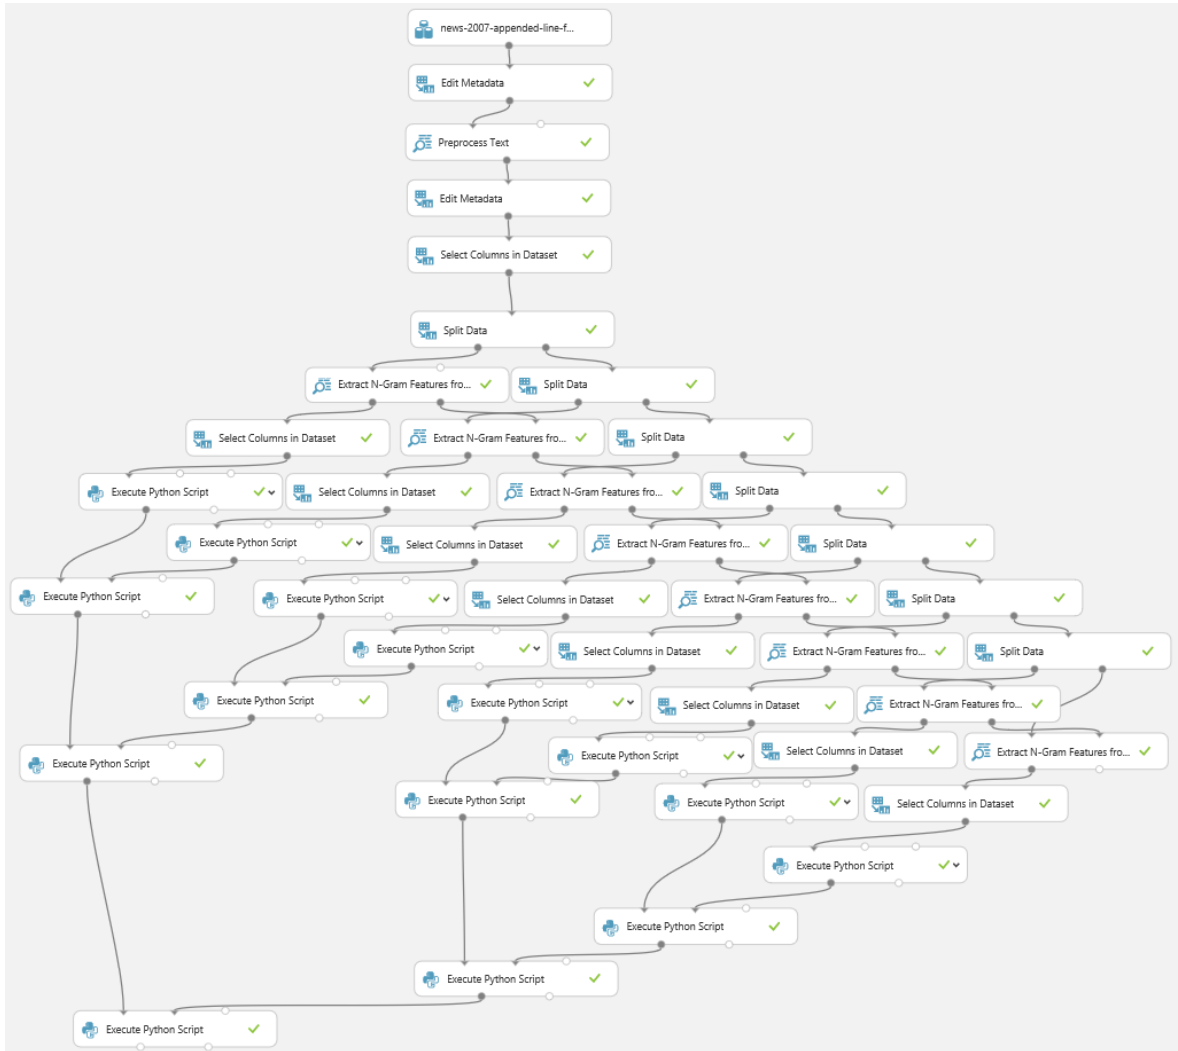 news-2007-appended-line-f...
Edit Metadata
Preprocess Text
Edit Metadata
Select Columns in Dataset
Split Data
Extract N-Gram Features fro...
Split Data
Select Columns in Dataset
Extract N-Gram Features fro...
Split Data
Execute Python Script
Select Columns in Dataset
Extract N-Gram Features fro...
Split Data
Execute Python Script
Select Columns in Dataset
Extract N-Gram Features fro...
Split Data
Execute Python Script
Execute Python Script
Select Columns in Dataset
Extract N-Gram Features fro...
Split Data
Execute Python Script
Select Columns in Dataset
Extract N-Gram Features fro...
Split Data
Execute Python Script
Execute Python Script
Select Columns in Dataset
Extract N-Gram Features fro...
Execute Python Script
Execute Python Script
Select Columns in Dataset
Extract N-Gram Features fro...
Execute Python Script
Execute Python Script
Select Columns in Dataset
Execute Python Script
Execute Python Script
Execute Python Script
Execute Python Script